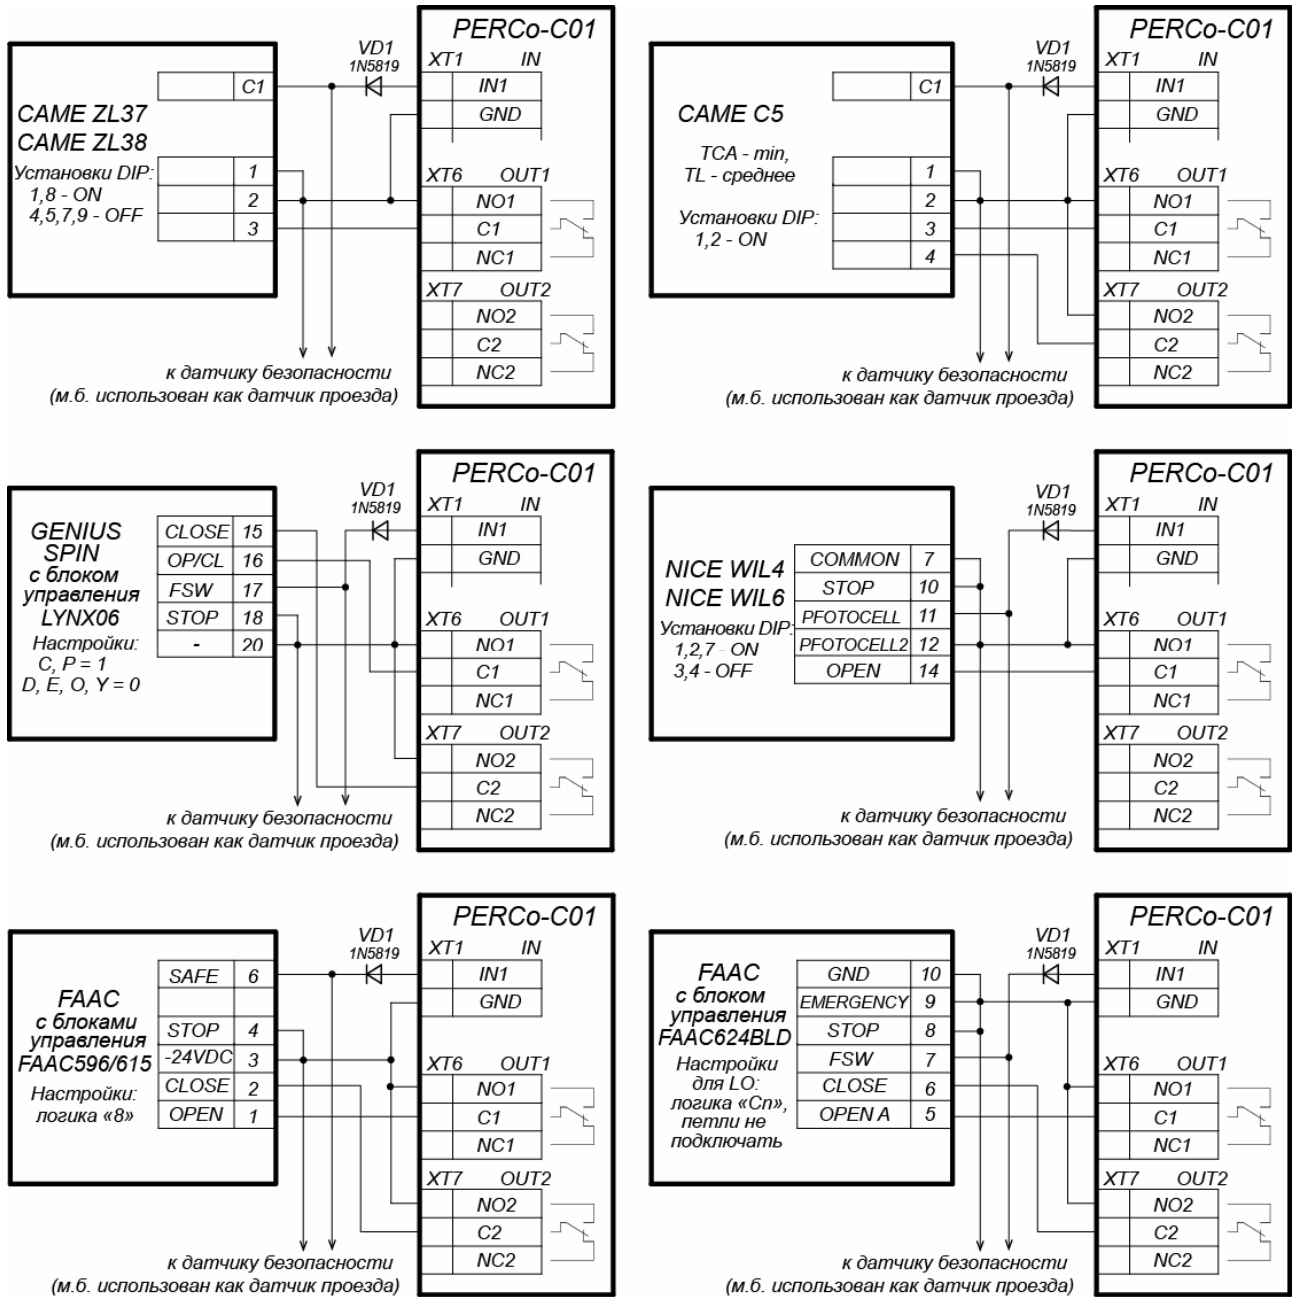 PERCo-C01
VD1
1N5819
XT1 IN
IN1
GND
CAME ZL37
CAME ZL38
Установки DIP:
1,8 - ON
4,5,7,9 - OFF
C1
1
2
3
XT6 OUT1
NO1
C1
NC1
XT7 OUT2
NO2
C2
NC2
к датчику безопасности
(м.б. использован как датчик проезда)
PERCo-C01
VD1
1N5819
XT1 IN
IN1
GND
CAME C5
TCA - min,
TL - среднее
Установки DIP:
1,2 - ON
C1
1
2
3
4
XT6 OUT1
NO1
C1
NC1
XT7 OUT2
NO2
C2
NC2
к датчику безопасности
(м.б. использован как датчик проезда)
PERCo-C01
VD1
1N5819
XT1 IN
IN1
GND
GENIUS
SPIN
с блоком
управления
LYNX06
Настройки:
C, P = 1
D, E, O, Y = 0
CLOSE 15
OP/CL 16
FSW 17
STOP 18
- 20
XT6 OUT1
NO1
C1
NC1
XT7 OUT2
NO2
C2
NC2
к датчику безопасности
(м.б. использован как датчик проезда)
PERCo-C01
VD1
1N5819
XT1 IN
IN1
GND
NICE WIL4
NICE WIL6
Установки DIP:
1,2,7 - ON
3,4 - OFF
COMMON 7
STOP 10
PFOTOCELL 11
PFOTOCELL2 12
OPEN 14
XT6 OUT1
NO1
C1
NC1
XT7 OUT2
NO2
C2
NC2
к датчику безопасности
(м.б. использован как датчик проезда)
PERCo-C01
VD1
1N5819
XT1 IN
IN1
GND
FAAC
с блоками
управления
FAAC596/615
Настройки:
логика «8»
SAFE 6
STOP 4
-24VDC 3
CLOSE 2
OPEN 1
XT6 OUT1
NO1
C1
NC1
XT7 OUT2
NO2
C2
NC2
к датчику безопасности
(м.б. использован как датчик проезда)
PERCo-C01
VD1
1N5819
XT1 IN
IN1
GND
FAAC
с блоком
управления
FAAC624BLD
Настройки
для LO:
логика «Cn»,
петли не
подключать
GND 10
EMERGENCY 9
STOP 8
FSW 7
CLOSE 6
OPEN A 5
XT6 OUT1
NO1
C1
NC1
XT7 OUT2
NO2
C2
NC2
к датчику безопасности
(м.б. использован как датчик проезда)